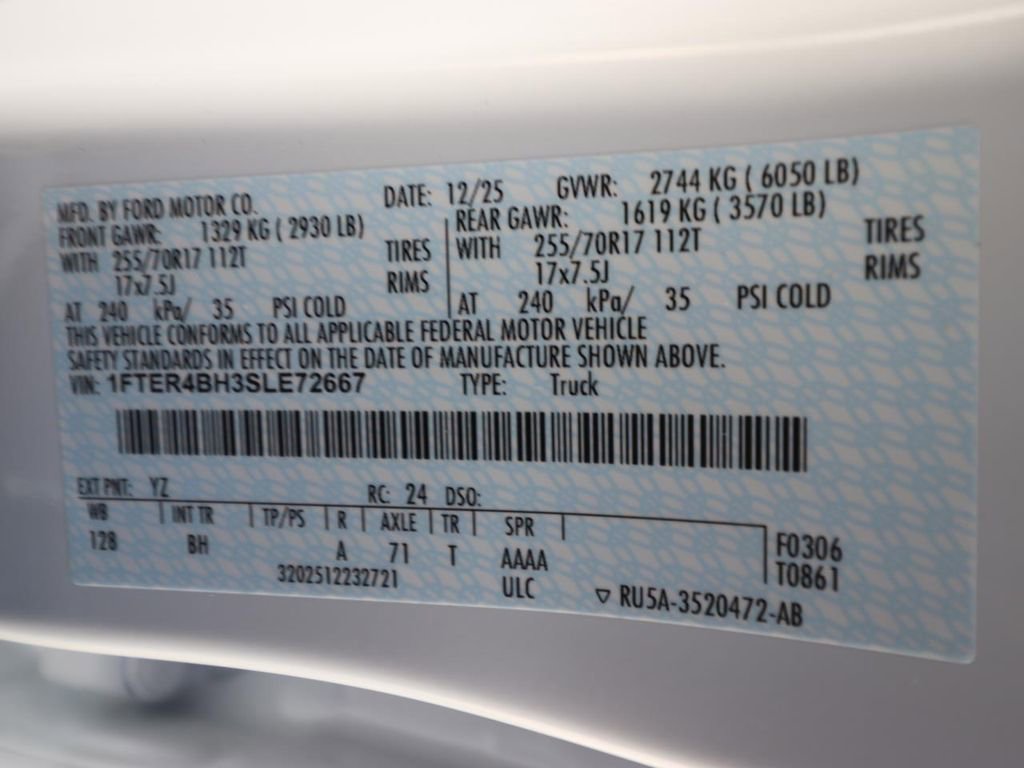 MFD. BY FORD MOTOR CO. DATE: 12/25 GVWR: 2744 KG ( 6050 LB)
FRONT GAWR: 1329 KG ( 2930 LB) REAR GAWR: 1619 KG ( 3570 LB)
WITH 255/70R17 112T TIRES WITH 255/70R17 112T TIRES
17x7.5J RIMS 17x7.5J RIMS
AT 240 kPa/ 35 PSI COLD AT 240 kPa/ 35 PSI COLD
THIS VEHICLE CONFORMS TO ALL APPLICABLE FEDERAL MOTOR VEHICLE
SAFETY STANDARDS IN EFFECT ON THE DATE OF MANUFACTURE SHOWN ABOVE.
VIN: 1FTER4BH3SLE72667 TYPE: Truck
EXT PNT: YZ RC: 24 DSO:
WB INT TR TP/PS R AXLE TR SPR
128 BH A 71 T AAAA F0306
3202512232721 ULC T0861
▽ RU5A-3520472-AB